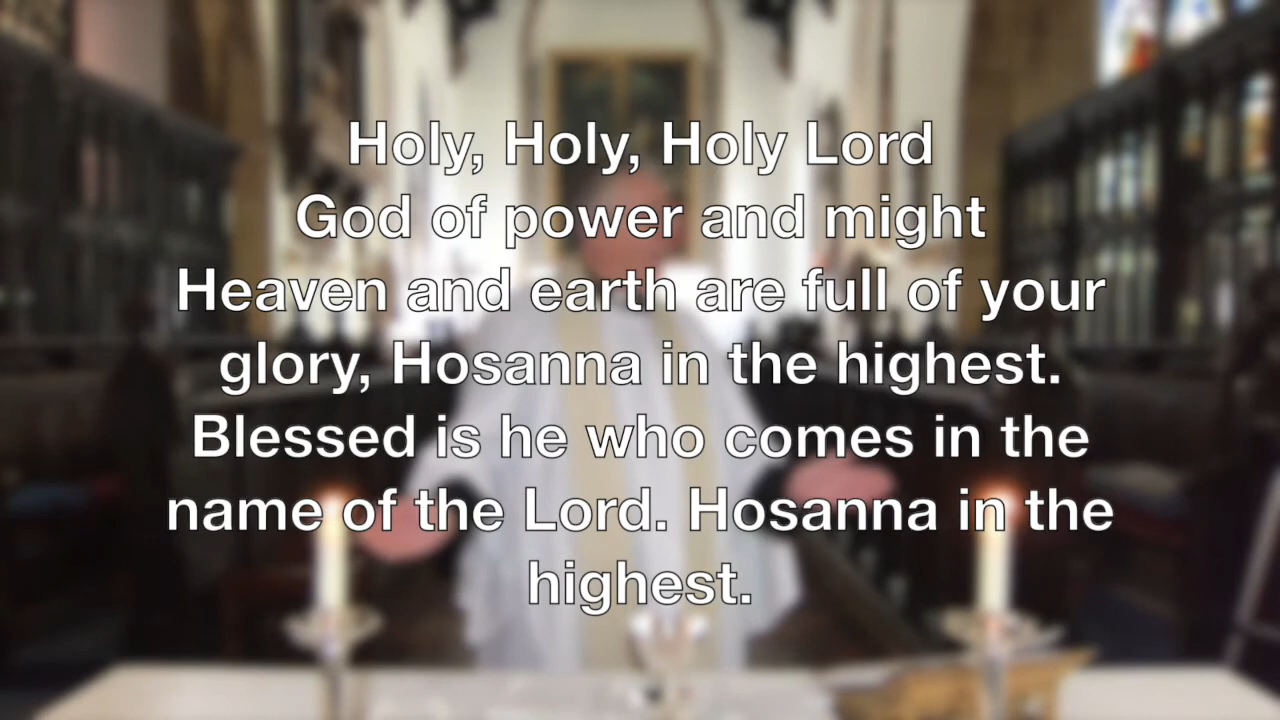 Holy, Holy, Holy Lord
God of power and might
Heaven and earth are full of your
glory, Hosanna in the highest.
Blessed is he who comes in the
name of the Lord. Hosanna in the
highest.